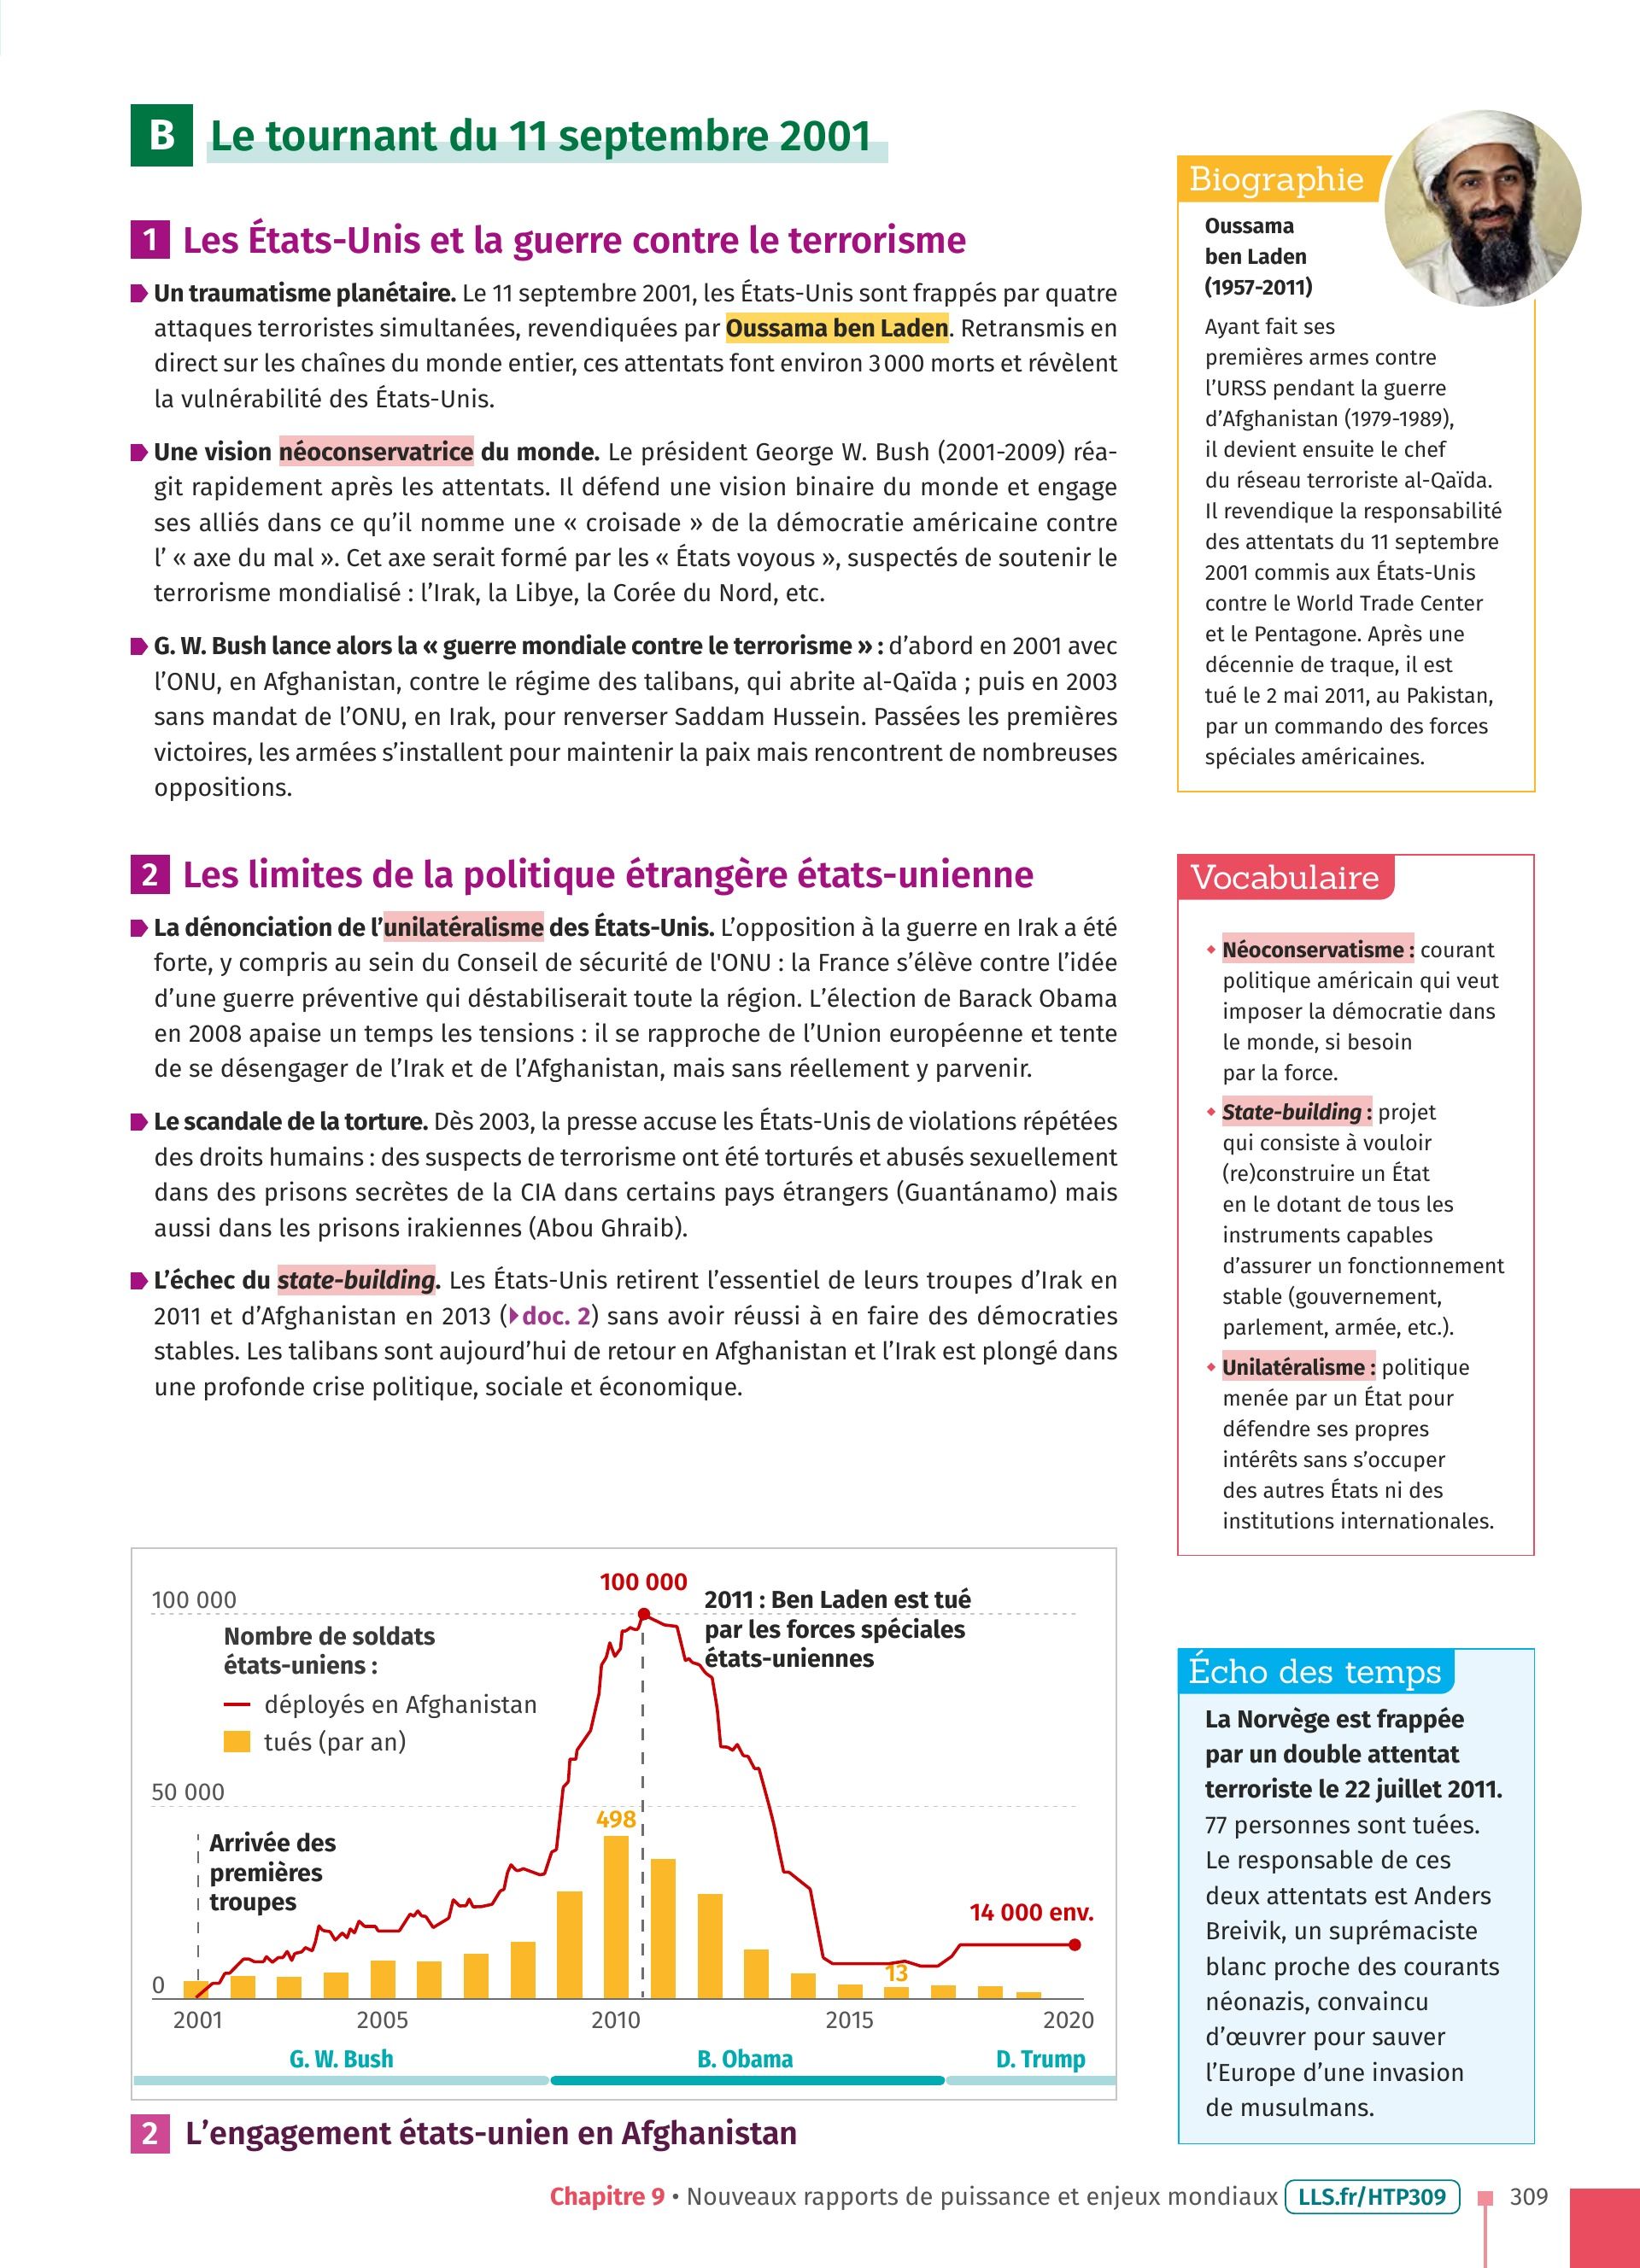 B Le tournant du 11 septembre 2001
1 Les États-Unis et la guerre contre le terrorisme
Un traumatisme planétaire. Le 11 septembre 2001, les États-Unis sont frappés par quatre
attaques terroristes simultanées, revendiquées par Oussama ben Laden. Retransmis en
direct sur les chaînes du monde entier, ces attentats font environ 3 000 morts et révèlent
la vulnérabilité des États-Unis.
Une vision néoconservatrice du monde. Le président George W. Bush (2001-2009) réa-
git rapidement après les attentats. Il défend une vision binaire du monde et engage
ses alliés dans ce qu’il nomme une « croisade » de la démocratie américaine contre
l’ « axe du mal ». Cet axe serait formé par les « États voyous », suspectés de soutenir le
terrorisme mondialisé : l’Irak, la Libye, la Corée du Nord, etc.
G. W. Bush lance alors la « guerre mondiale contre le terrorisme » : d’abord en 2001 avec
l’ONU, en Afghanistan, contre le régime des talibans, qui abrite al-Qaïda ; puis en 2003
sans mandat de l’ONU, en Irak, pour renverser Saddam Hussein. Passées les premières
victoires, les armées s’installent pour maintenir la paix mais rencontrent de nombreuses
oppositions.
2 Les limites de la politique étrangère états-unienne
La dénonciation de l’unilatéralisme des États-Unis. L’opposition à la guerre en Irak a été
forte, y compris au sein du Conseil de sécurité de l'ONU : la France s’élève contre l’idée
d’une guerre préventive qui déstabiliserait toute la région. L’élection de Barack Obama
en 2008 apaise un temps les tensions : il se rapproche de l’Union européenne et tente
de se désengager de l’Irak et de l’Afghanistan, mais sans réellement y parvenir.
Le scandale de la torture. Dès 2003, la presse accuse les États-Unis de violations répétées
des droits humains : des suspects de terrorisme ont été torturés et abusés sexuellement
dans des prisons secrètes de la CIA dans certains pays étrangers (Guantánamo) mais
aussi dans les prisons irakiennes (Abou Ghraib).
L’échec du state-building. Les États-Unis retirent l’essentiel de leurs troupes d’Irak en
2011 et d’Afghanistan en 2013 (doc. 2) sans avoir réussi à en faire des démocraties
stables. Les talibans sont aujourd’hui de retour en Afghanistan et l’Irak est plongé dans
une profonde crise politique, sociale et économique.
100 000
100 000
2011 : Ben Laden est tué
par les forces spéciales
états-uniennes
Nombre de soldats
états-uniens :
déployés en Afghanistan
tués (par an)
50 000
498
Arrivée des
premières
troupes
14 000 env.
13
0
2001 2005 2010 2015 2020
G. W. Bush B. Obama D. Trump
2 L’engagement états-unien en Afghanistan
Biographie
Oussama
ben Laden
(1957-2011)
Ayant fait ses
premières armes contre
l’URSS pendant la guerre
d’Afghanistan (1979-1989),
il devient ensuite le chef
du réseau terroriste al-Qaïda.
Il revendique la responsabilité
des attentats du 11 septembre
2001 commis aux États-Unis
contre le World Trade Center
et le Pentagone. Après une
décennie de traque, il est
tué le 2 mai 2011, au Pakistan,
par un commando des forces
spéciales américaines.
Vocabulaire
Néoconservatisme : courant
politique américain qui veut
imposer la démocratie dans
le monde, si besoin
par la force.
State-building : projet
qui consiste à vouloir
(re)construire un État
en le dotant de tous les
instruments capables
d’assurer un fonctionnement
stable (gouvernement,
parlement, armée, etc.).
Unilatéralisme : politique
menée par un État pour
défendre ses propres
intérêts sans s’occuper
des autres États ni des
institutions internationales.
Écho des temps
La Norvège est frappée
par un double attentat
terroriste le 22 juillet 2011.
77 personnes sont tuées.
Le responsable de ces
deux attentats est Anders
Breivik, un suprémaciste
blanc proche des courants
néonazis, convaincu
d’œuvrer pour sauver
l’Europe d’une invasion
de musulmans.
Chapitre 9 • Nouveaux rapports de puissance et enjeux mondiaux LLS.fr/HTP309 309